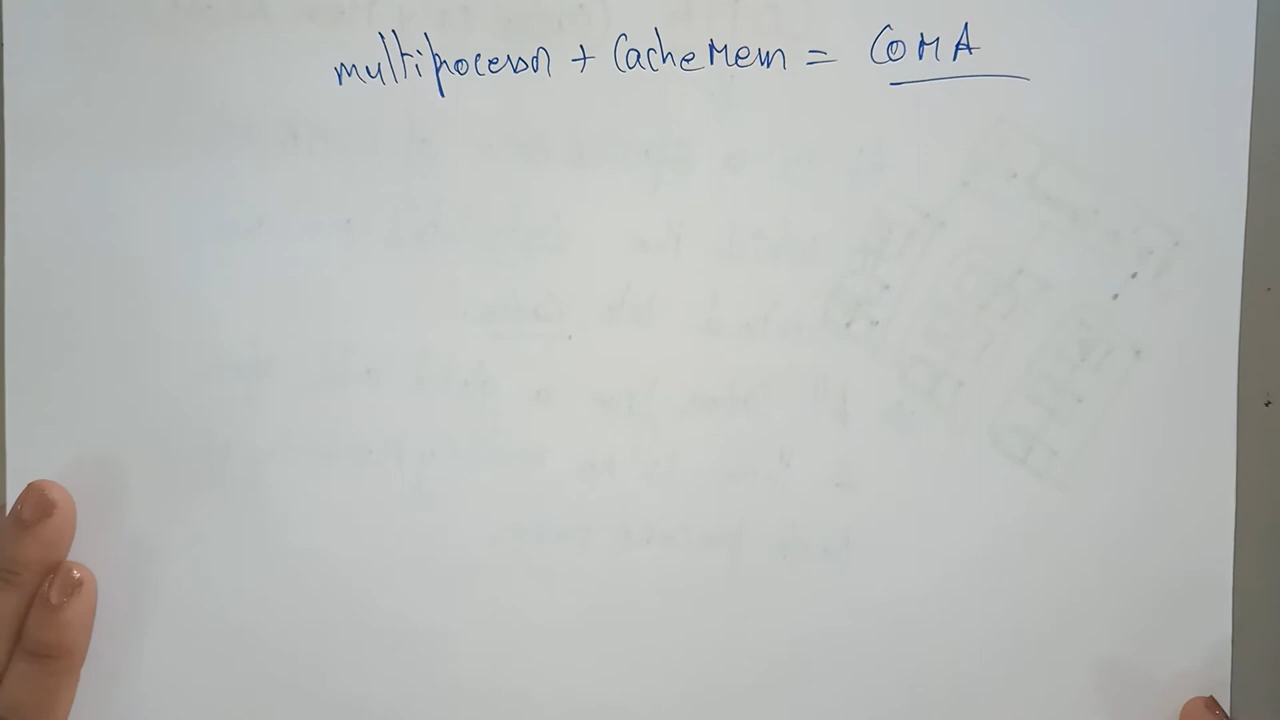 multiprocessor + CacheMem = COMA